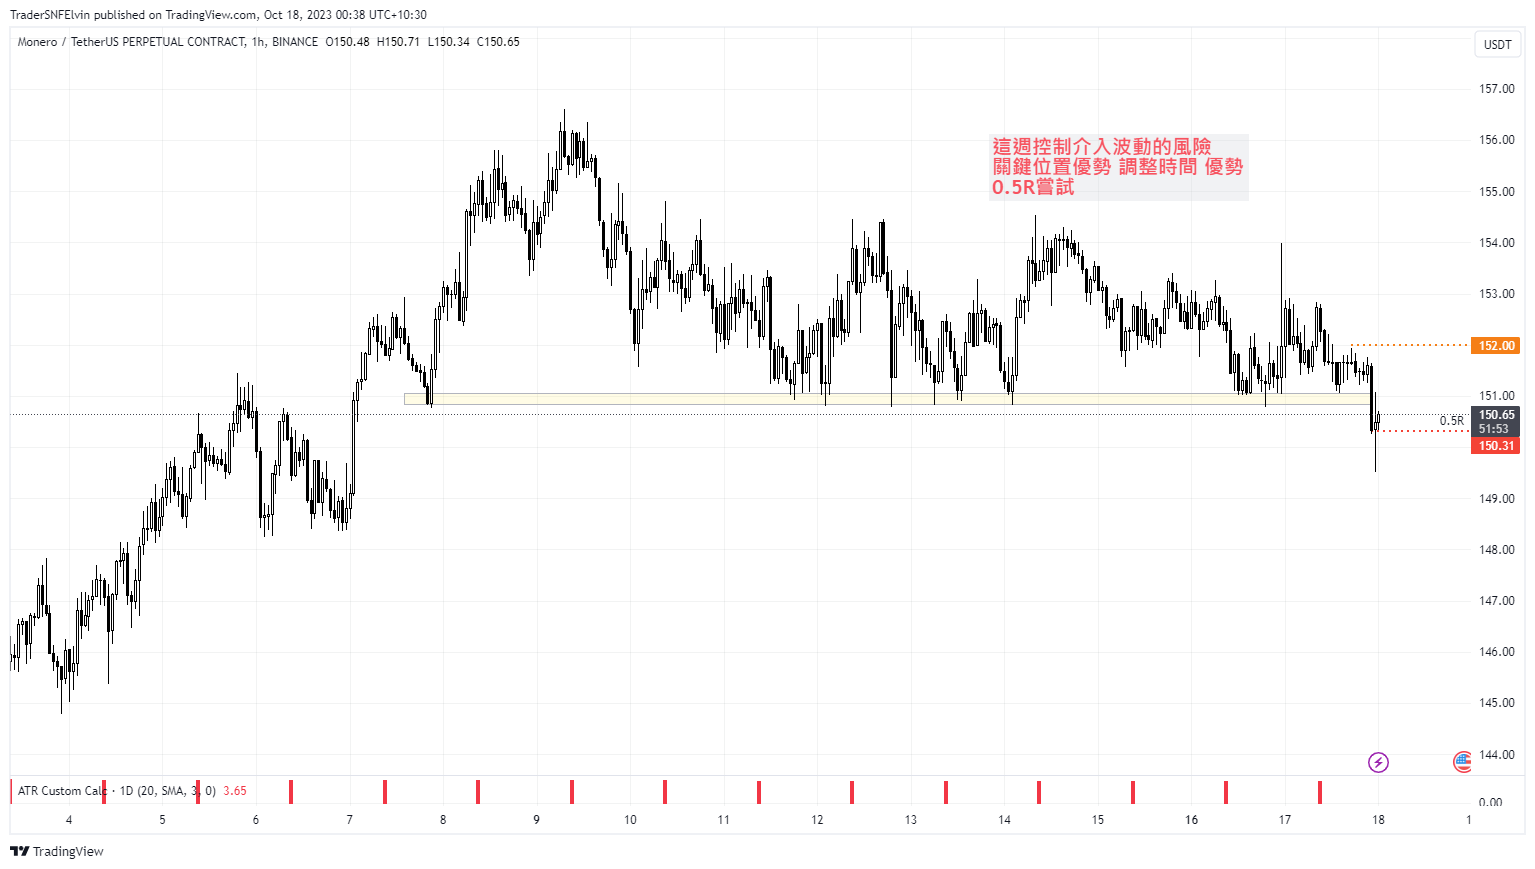 TraderSNFElvin published on TradingView.com, Oct 18, 2023 00:38 UTC+10:30
Monero / TetherUS PERPETUAL CONTRACT, 1h, BINANCE O150.48 H150.71 L150.34 C150.65
USDT
157.00
156.00
這週控制介入波動的風險
關鍵位置優勢 調整時間 優勢
0.5R嘗試
155.00
154.00
153.00
152.00
151.00
150.65
0.5R
51:53
150.31
149.00
148.00
147.00
146.00
145.00
144.00
ATR Custom Calc · 1D (20, SMA, 3, 0) 3.65
0.00
4 5 6 7 8 9 10 11 12 13 14 15 16 17 18 1
TradingView